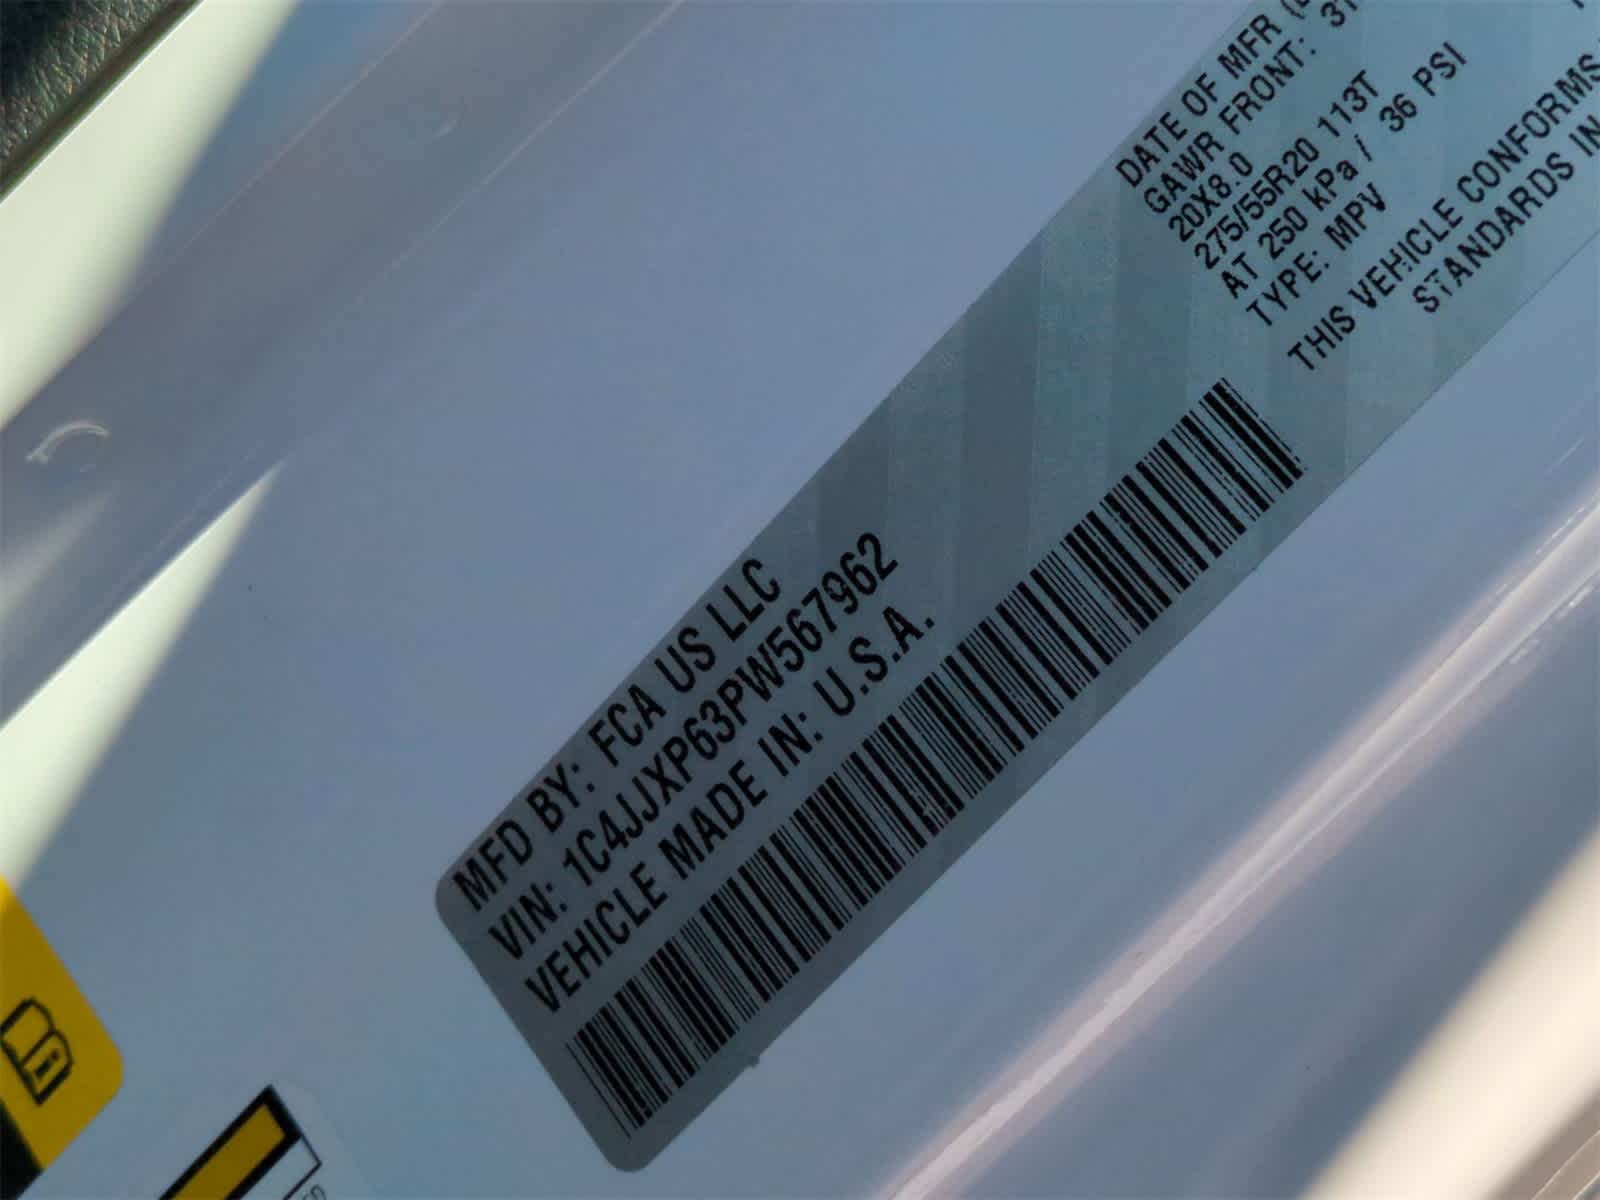 MFD BY: FCA US LLC
VIN: 1C4JJXP63PW567962
VEHICLE MADE IN: U.S.A.
DATE OF MFR
GAWR FRONT:
20X8.0
275/55R20 113T
AT 250 kPa / 36 PSI
TYPE: MPV
THIS VEHICLE CONFORMS
STANDARDS IN